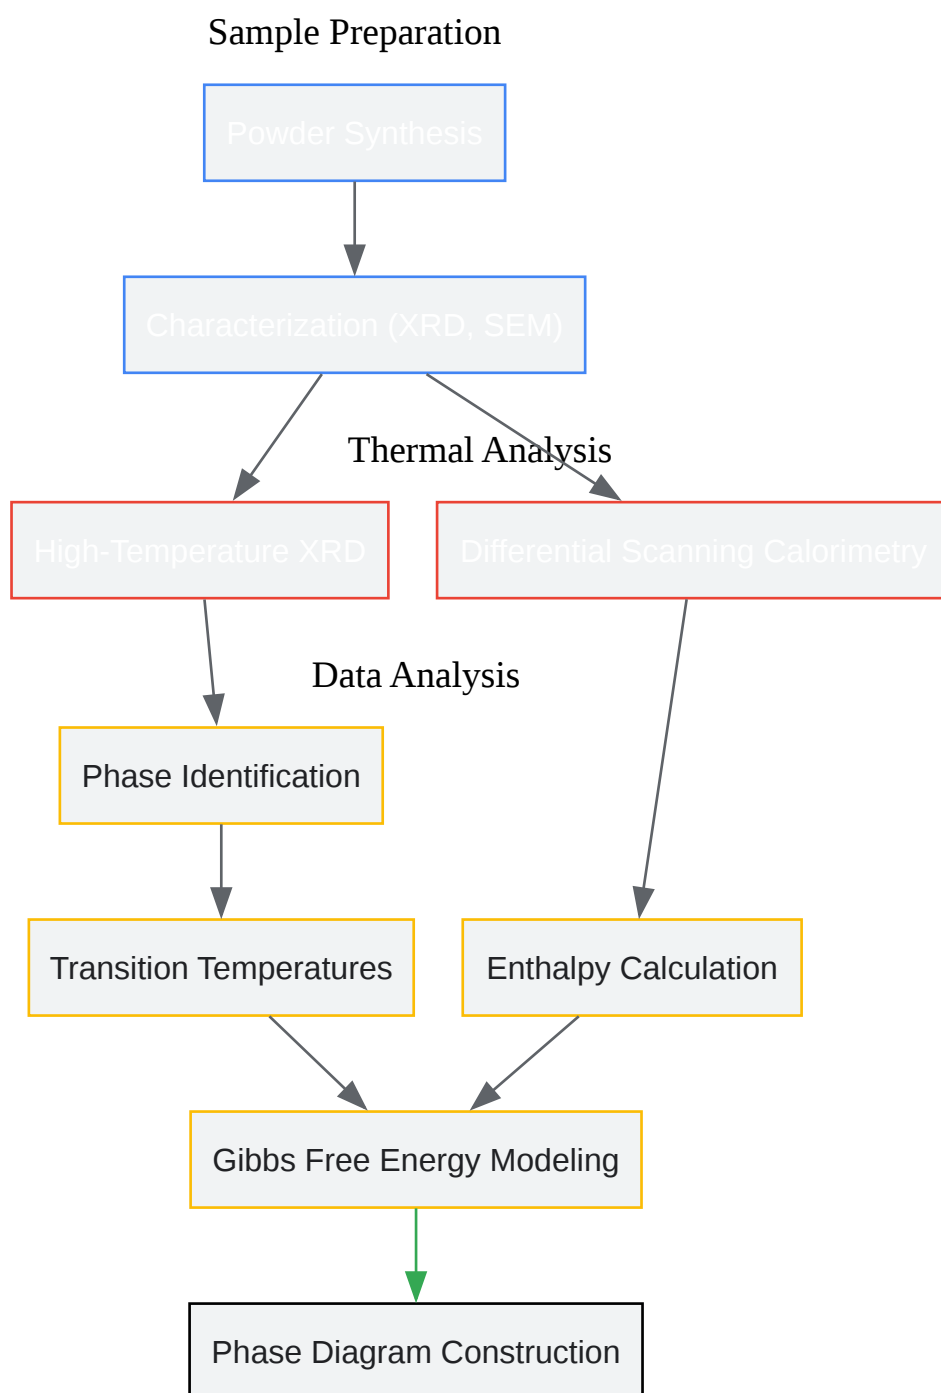 Sample Preparation
Powder Synthesis
Characterization (XRD, SEM)
Thermal Analysis
High-Temperature XRD
Differential Scanning Calorimetry
Data Analysis
Phase Identification
Transition Temperatures
Enthalpy Calculation
Gibbs Free Energy Modeling
Phase Diagram Construction